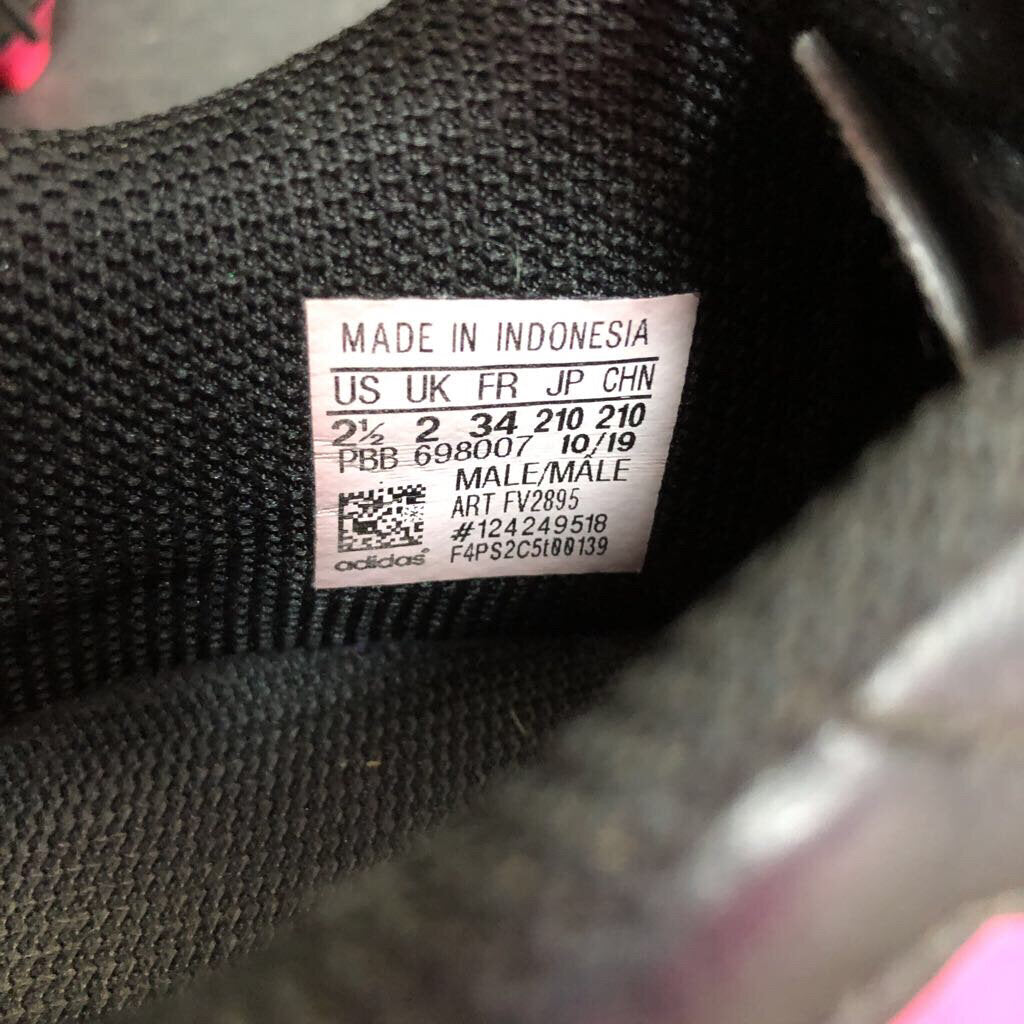 MADE IN INDONESIA
US UK FR JP CHN
2½ 2 34 210 210
PBB 698007 10/19
MALE/MÂLE
ART FV2895
#124249518
F4PS2C5t00139
adidas